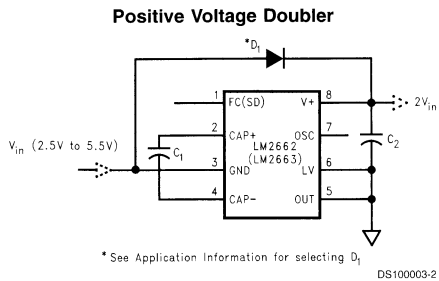 Positive Voltage Doubler
*D1
1 FC(SD) V+ 8 2Vin
2 CAP+ OSC 7
LM2662
(LM2663)
Vin (2.5V to 5.5V) C1 C2
3 GND LV 6
4 CAP- OUT 5
* See Application Information for selecting D1
DS100003-2